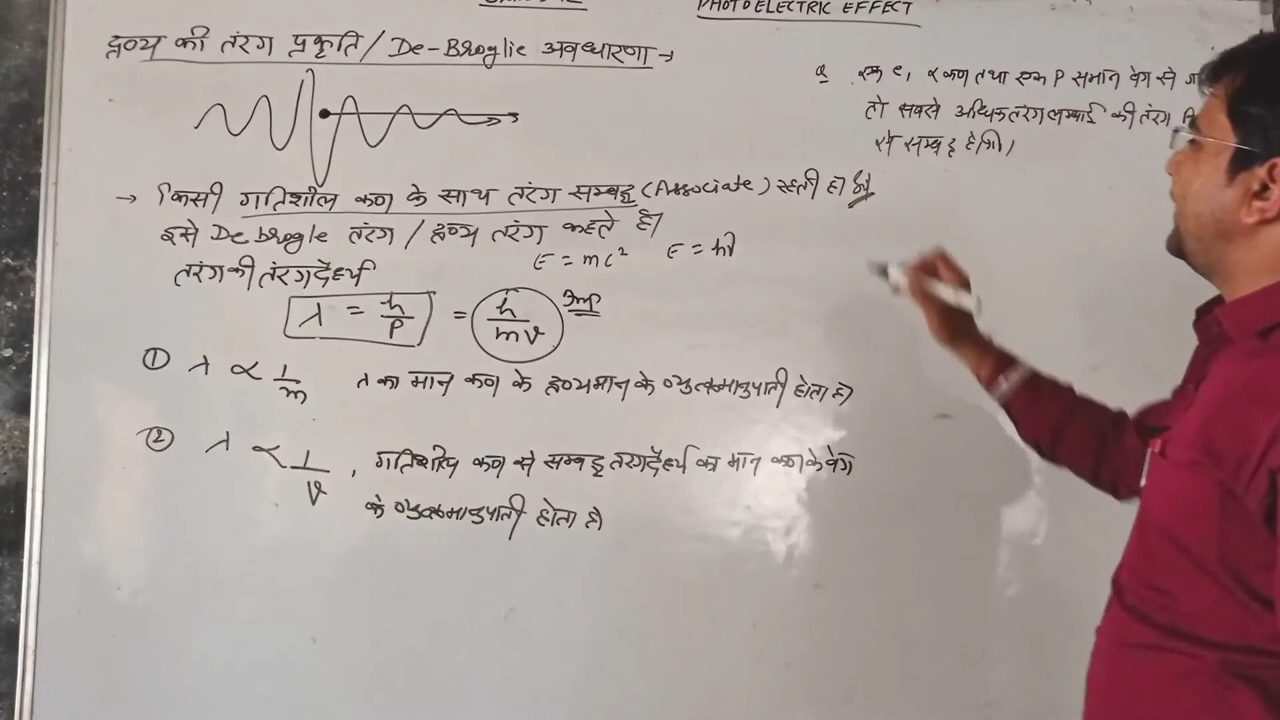 PHOTOELECTRIC EFFECT
द्रव्य की तरंग प्रकृति / De-Broglie अवधारणा →
→ किसी गतिशील कण के साथ तरंग सम्बद्ध (Associate) रहती हो
इसे De brogle तरंग / द्रव्य तरंग कहते है।
E = mc² E = hν
तरंग की तरंगदैर्ध्य
λ = h/P = h/mv Imp
① λ ∝ 1/m λ का मान कण के द्रव्यमान के व्युत्क्रमानुपाती होता है
② λ ∝ 1/v , गतिशील कण से सम्बद्ध तरंगदैर्ध्य का मान कण के वेग
के व्युत्क्रमानुपाती होता है
Q एक e, α कण तथा एक P समान वेग से
तो सबसे अधिक तरंग लम्बाई की तरंग
से सम्बद्ध होगी।